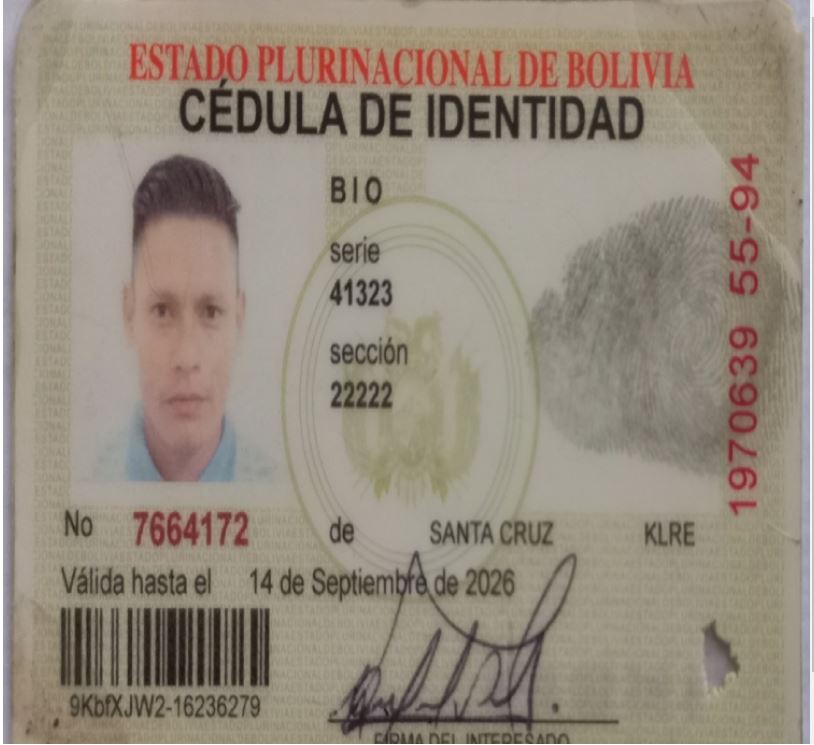 ESTADO PLURINACIONAL DE BOLIVIA
CÉDULA DE IDENTIDAD
BIO
serie
41323
sección
22222
1970639 55-94
No 7664172 de SANTA CRUZ KLRE
Válida hasta el 14 de Septiembre de 2026
9KbfXJW2-16236279
FIRMA DEL INTERESADO